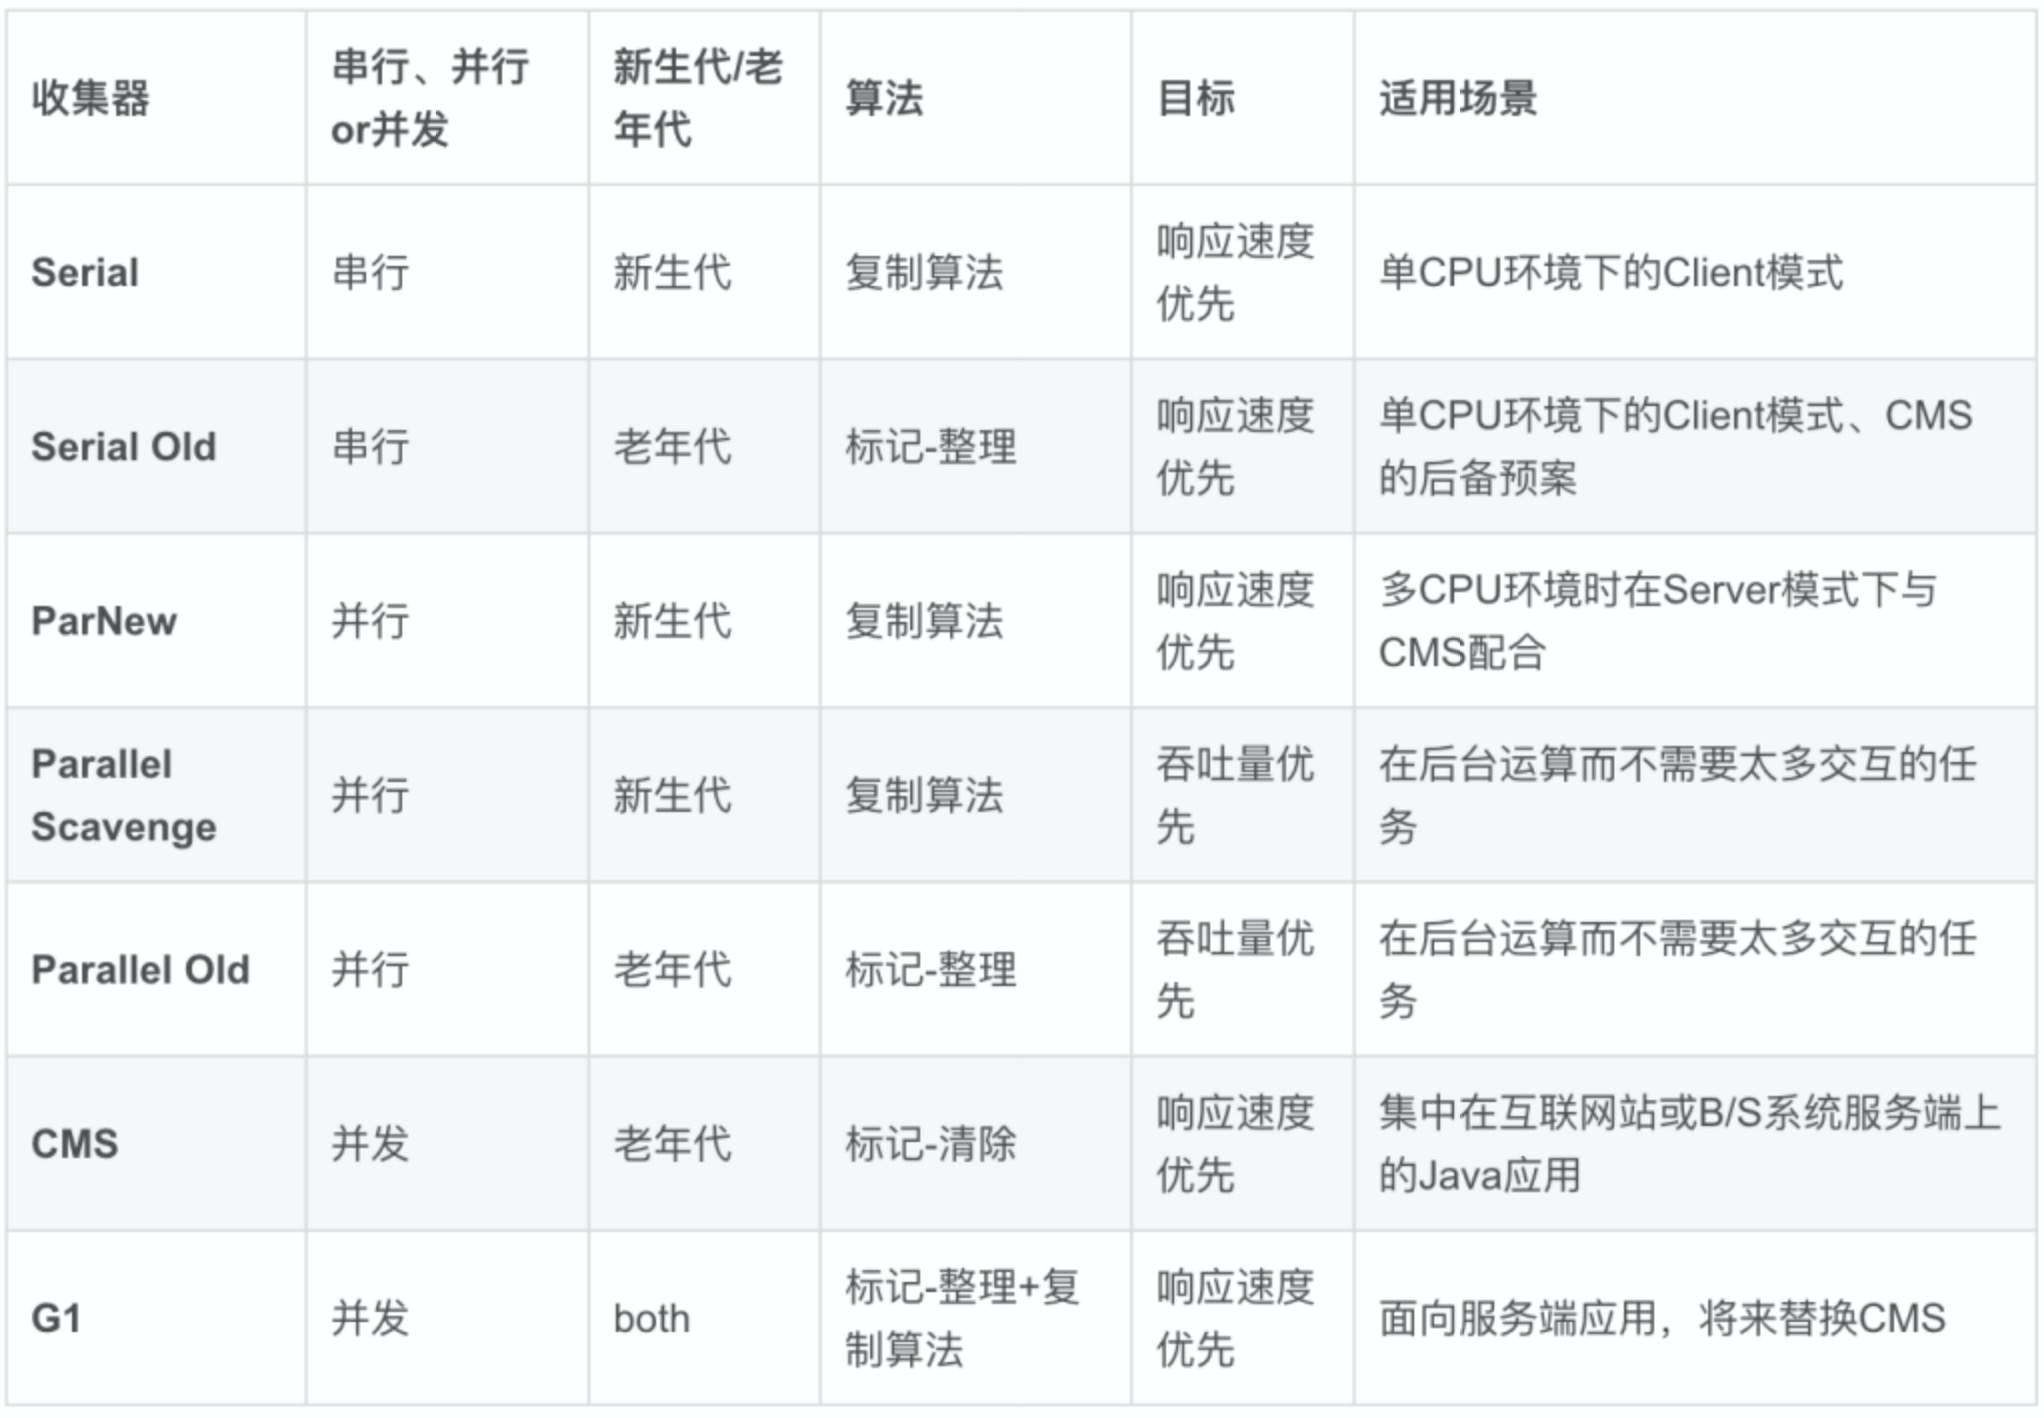 收集器
串行、并行
or并发
新生代/老
年代
算法
目标
适用场景
Serial
串行
新生代
复制算法
响应速度
优先
单CPU环境下的Client模式
Serial Old
串行
老年代
标记-整理
响应速度
优先
单CPU环境下的Client模式、CMS
的后备预案
ParNew
并行
新生代
复制算法
响应速度
优先
多CPU环境时在Server模式下与
CMS配合
Parallel
Scavenge
并行
新生代
复制算法
吞吐量优
先
在后台运算而不需要太多交互的任
务
Parallel Old
并行
老年代
标记-整理
吞吐量优
先
在后台运算而不需要太多交互的任
务
CMS
并发
老年代
标记-清除
响应速度
优先
集中在互联网站或B/S系统服务端上
的Java应用
G1
并发
both
标记-整理+复
制算法
响应速度
优先
面向服务端应用，将来替换CMS